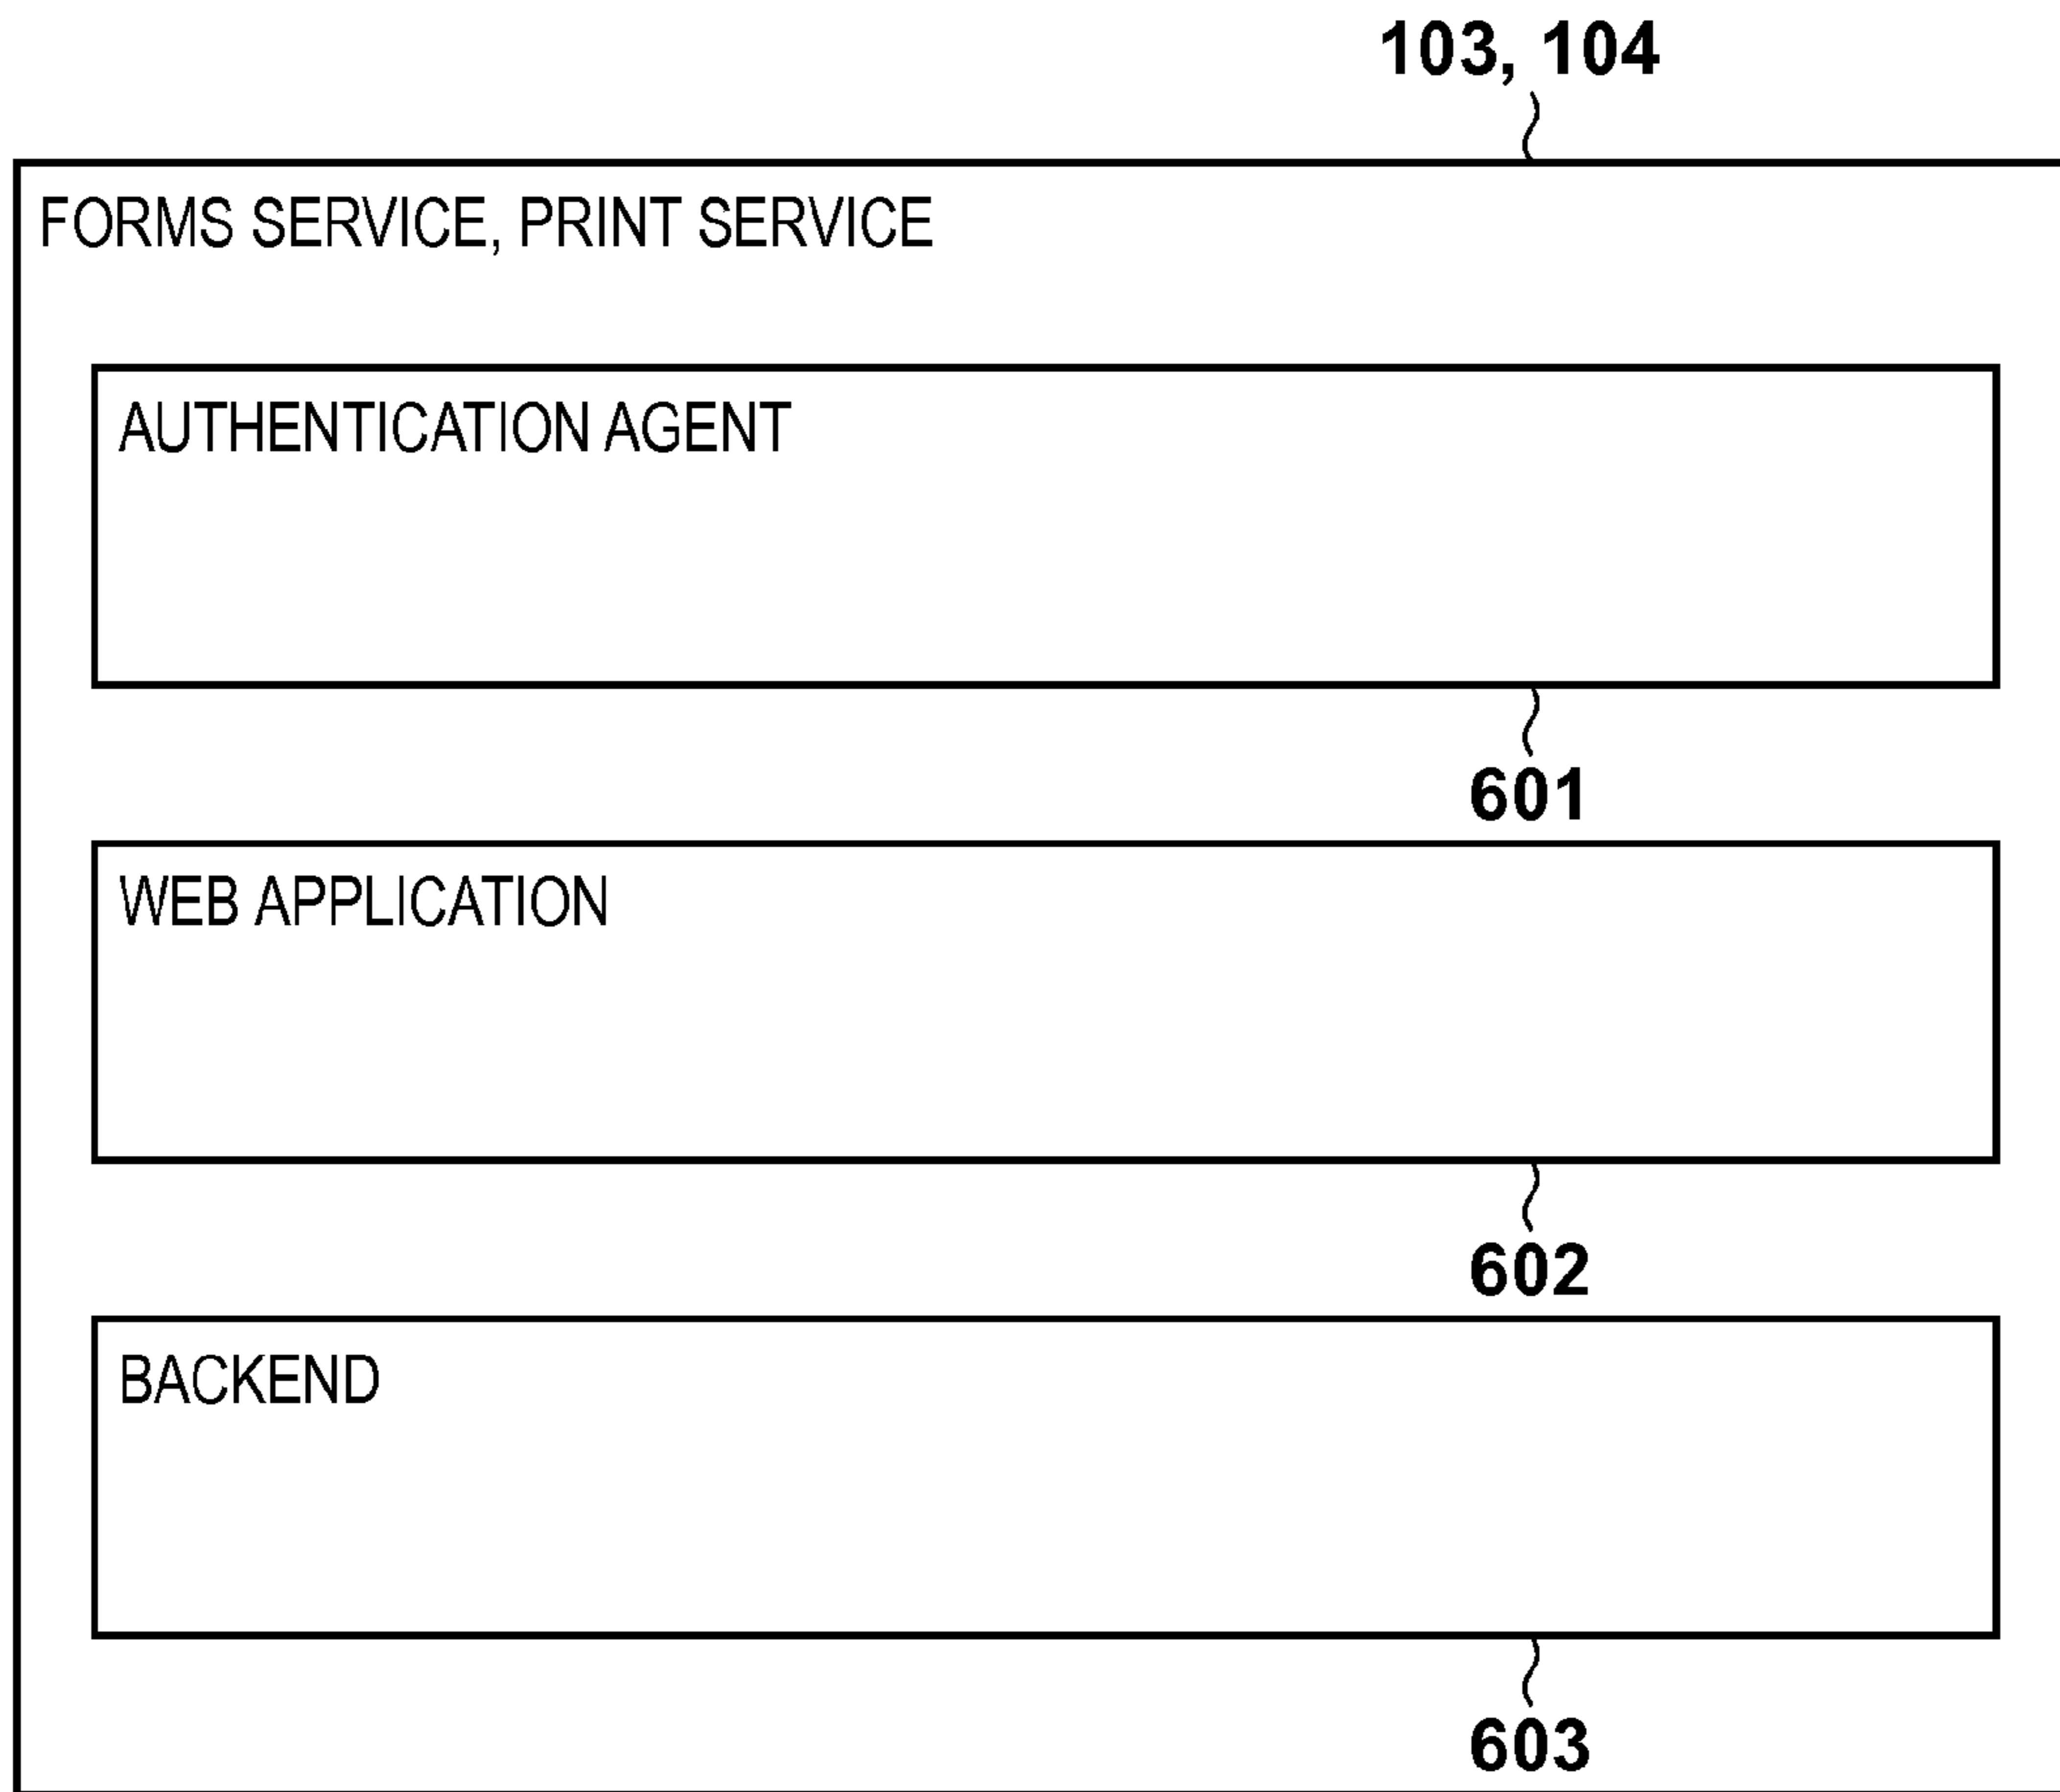 103, 104
FORMS SERVICE, PRINT SERVICE
AUTHENTICATION AGENT
601
WEB APPLICATION
602
BACKEND
603